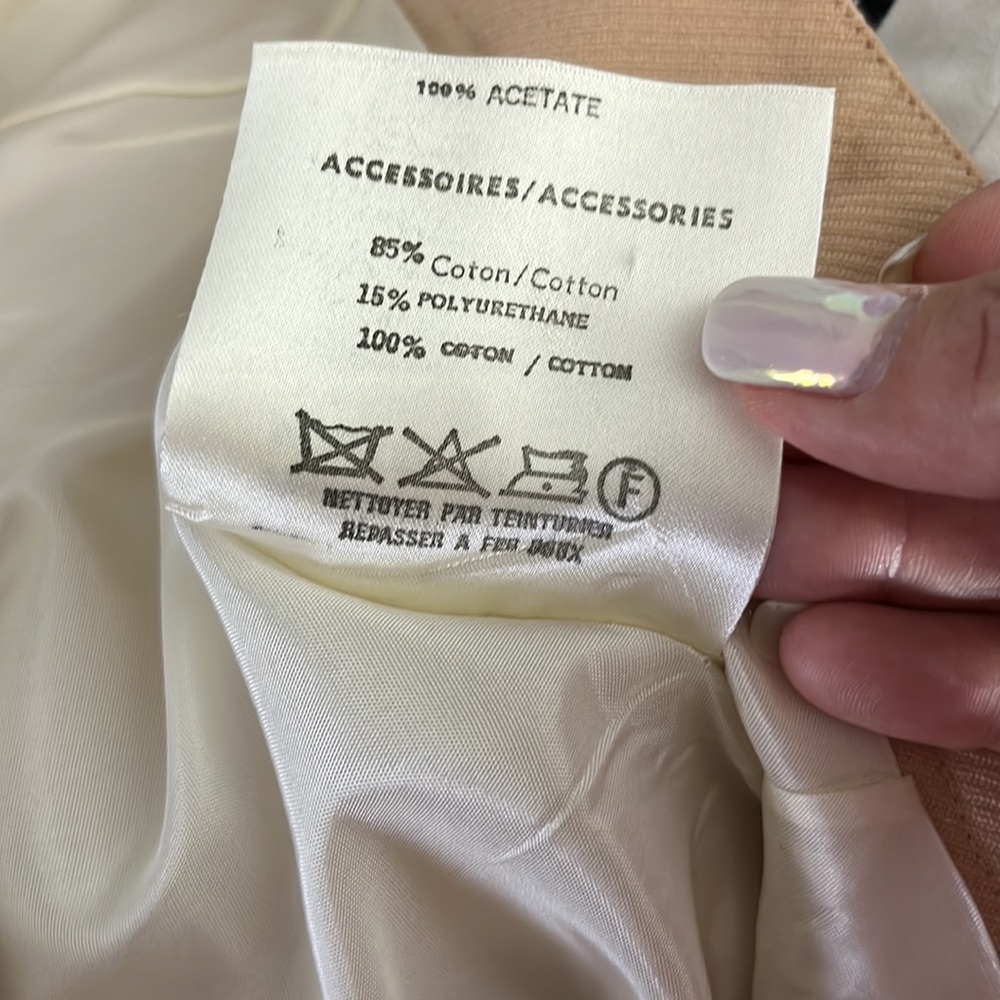 100% ACETATE
ACCESSOIRES/ACCESSORIES
85% Coton/Cotton
15% POLYURETHANE
100% COTON / COTTON
F
NETTOYER PAR TEINTURIER
REPASSER A FER DOUX